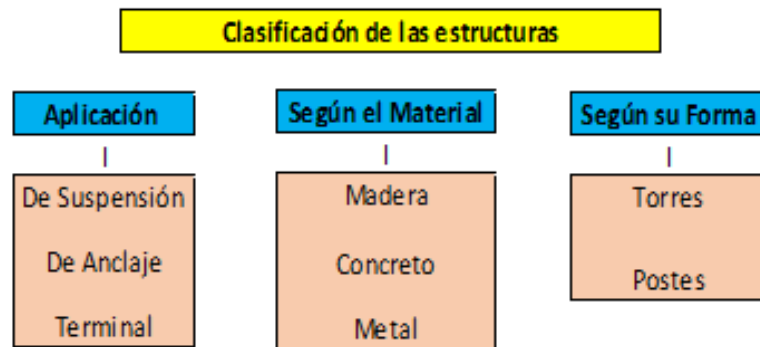 Clasificación de las estructuras
Aplicación
De Suspensión
De Anclaje
Terminal
Según el Material
Madera
Concreto
Metal
Según su Forma
Torres
Postes